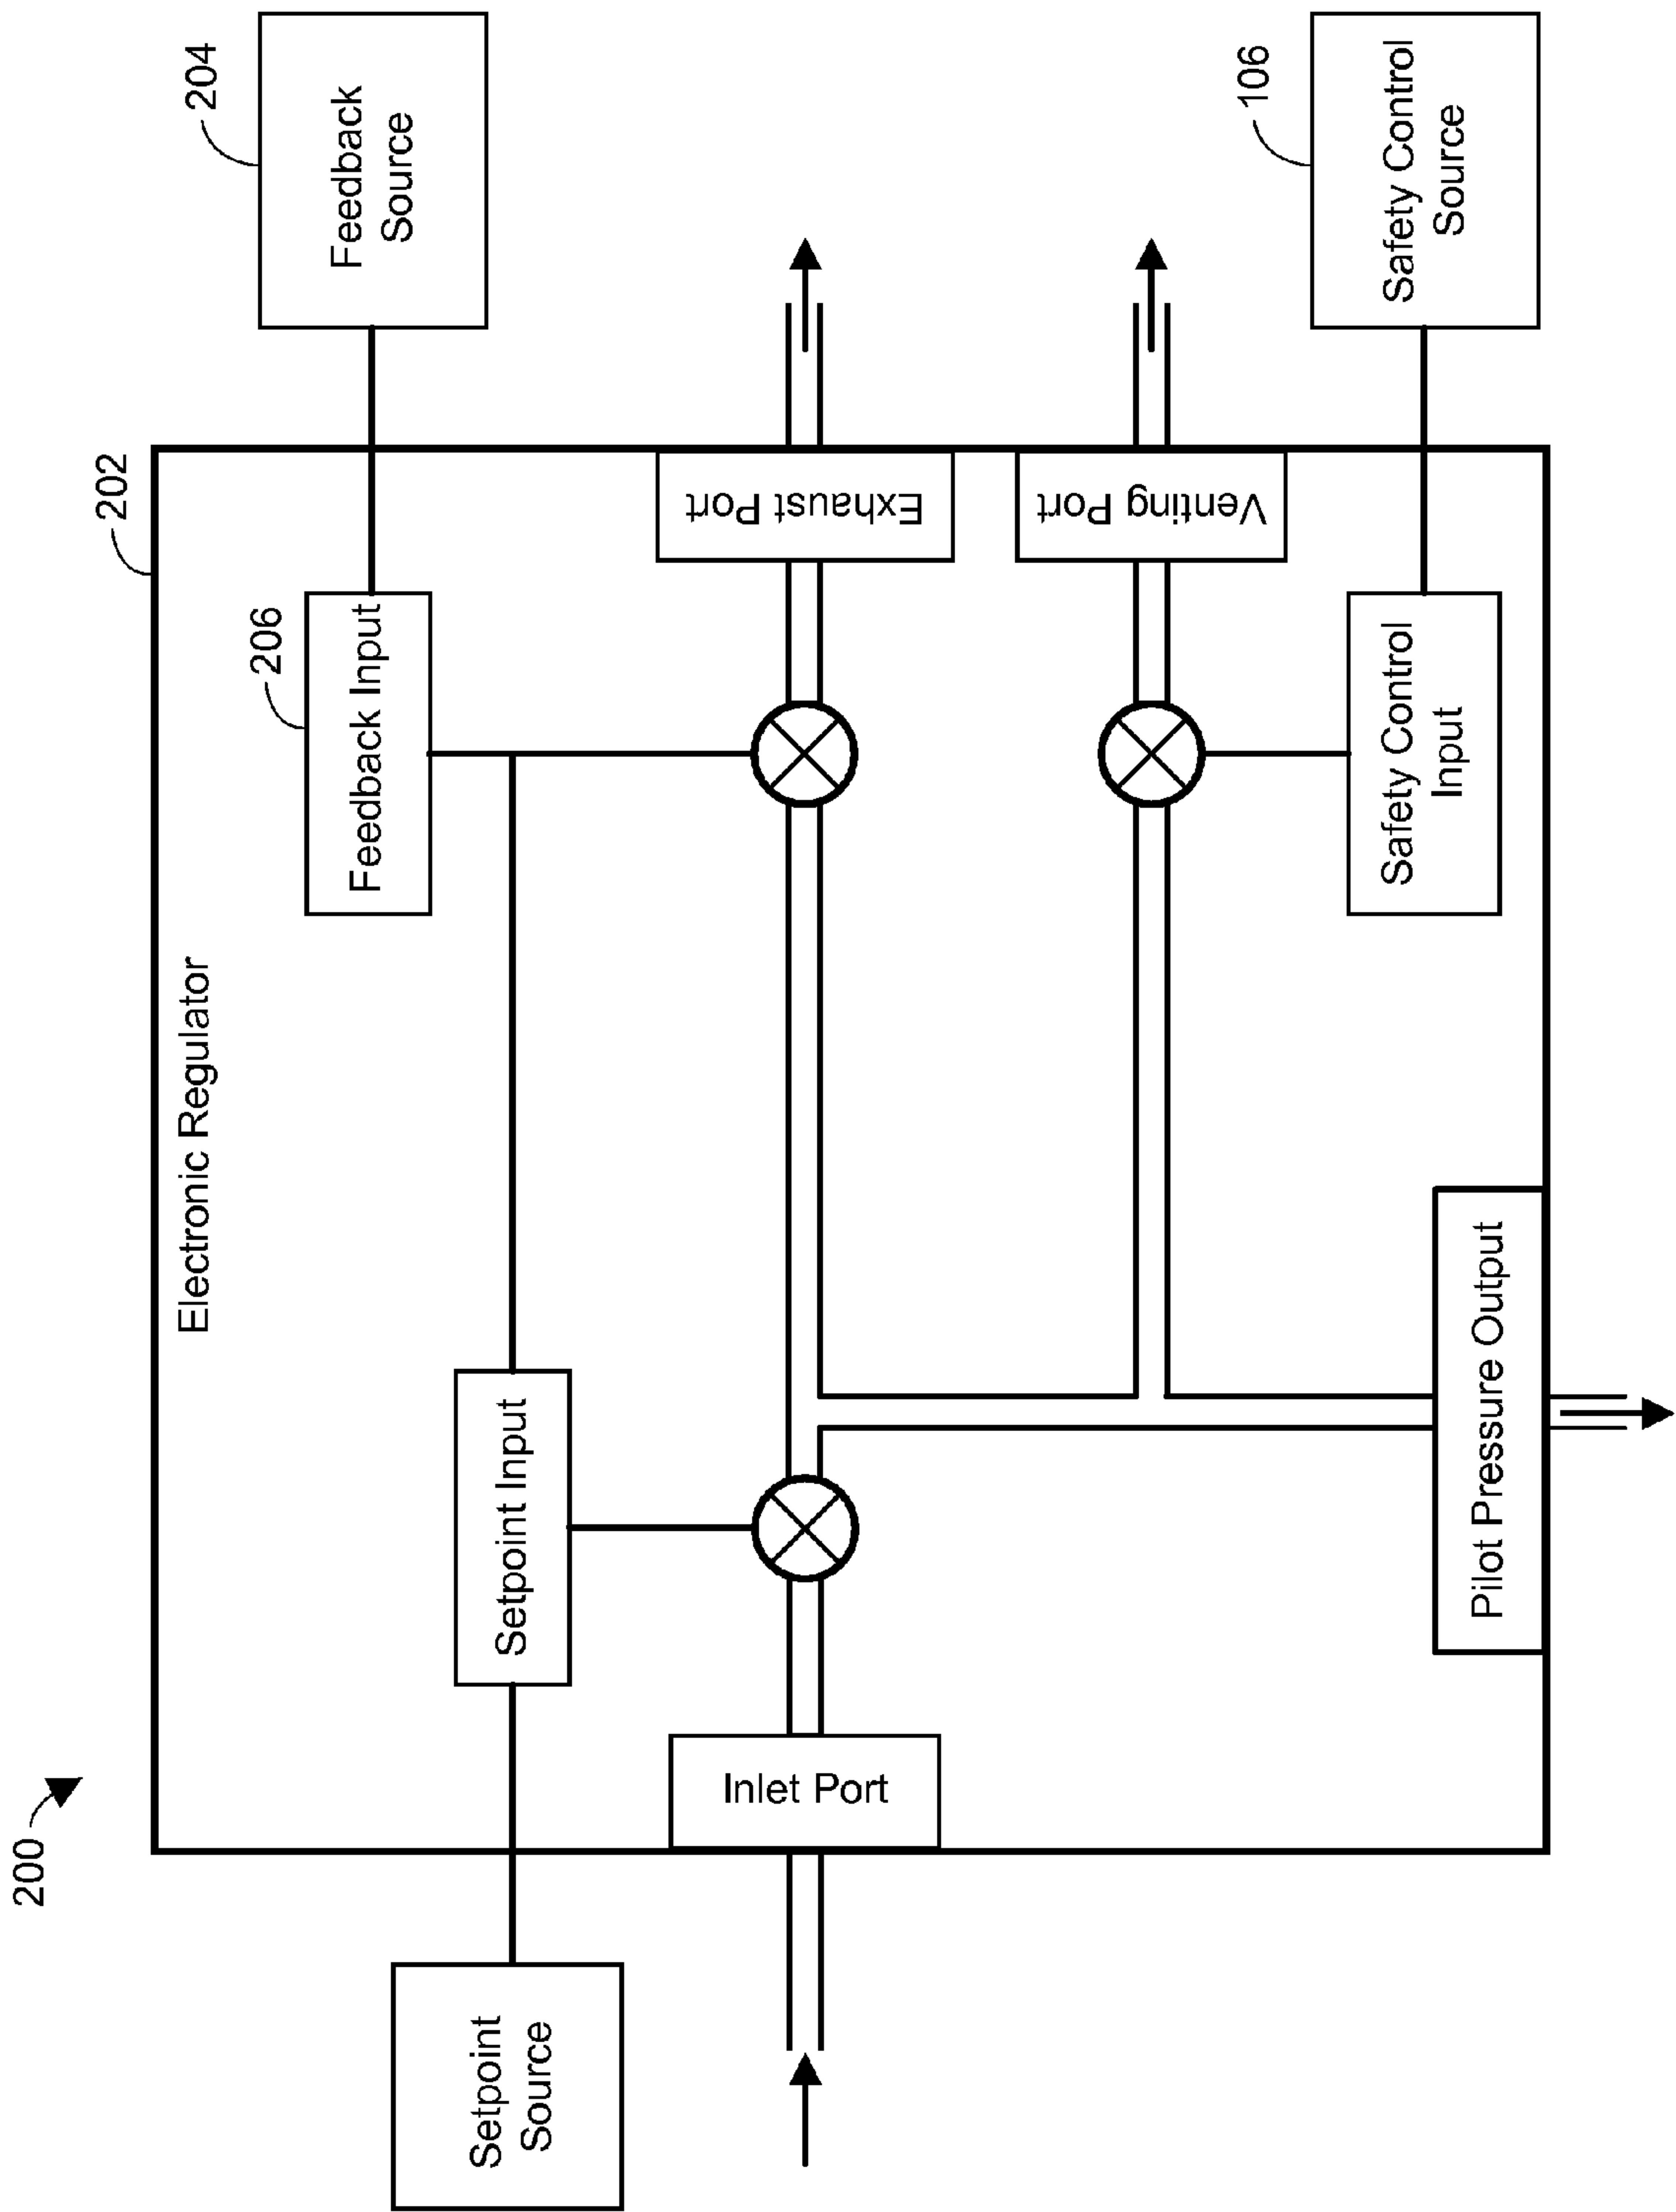 200
202
Electronic Regulator
204
Feedback
Source
206
Feedback Input
Setpoint Input
Setpoint
Source
Inlet Port
Exhaust Port
Venting Port
106
Safety Control
Source
Safety Control
Input
Pilot Pressure Output